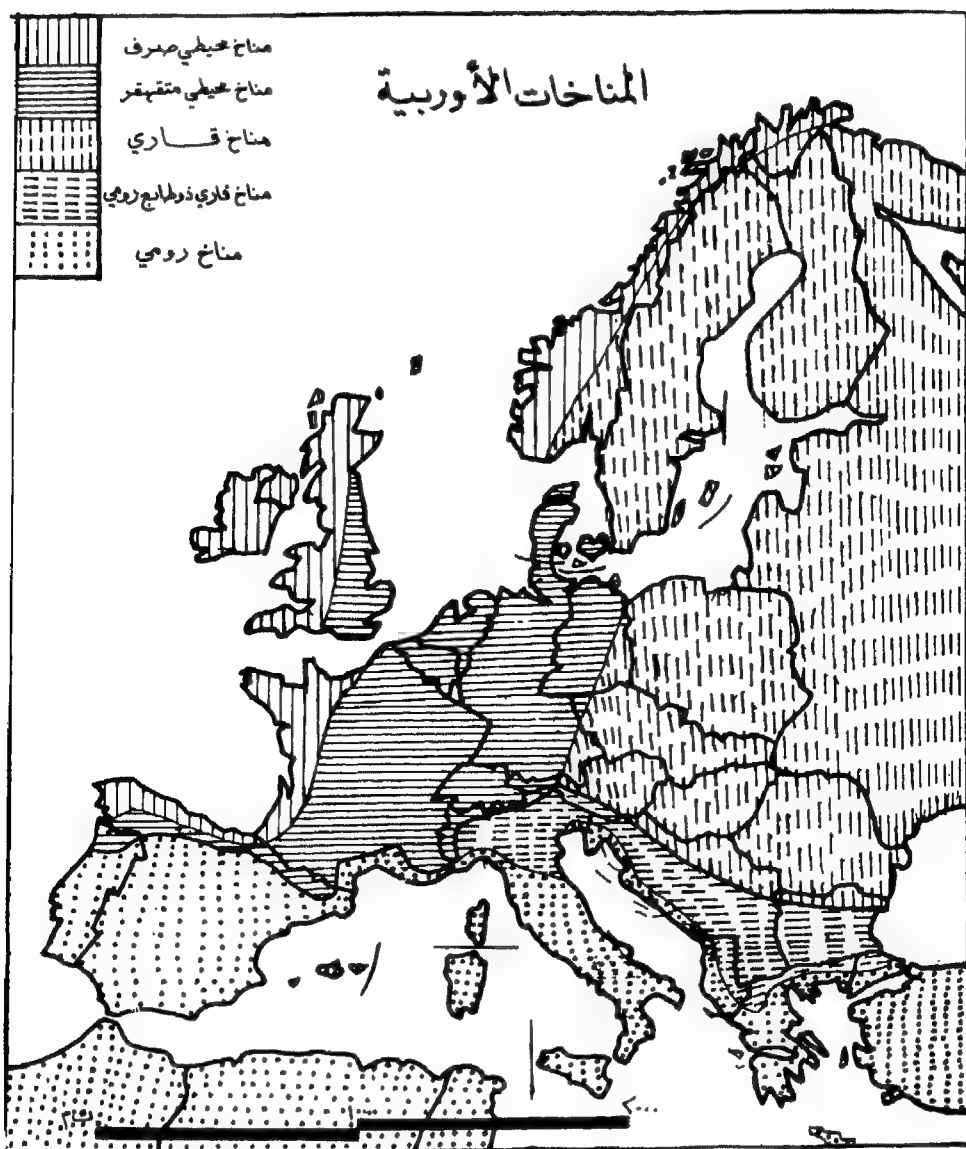 المناخات الأوربية
مناخ محيطي صرف
مناخ محيطي متقهقر
مناخ قاري
مناخ قاري ذو طابع رومي
مناخ رومي